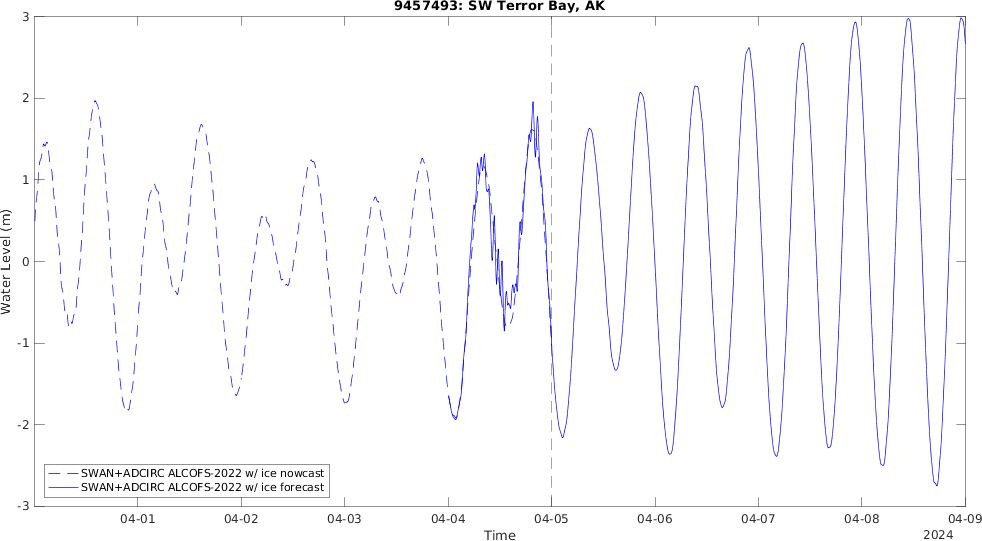 9457493: SW Terror Bay, AK
3
2
1
0
-1
-2
-3
Water Level (m)
SWAN+ADCIRC ALCOFS-2022 w/ ice nowcast
SWAN+ADCIRC ALCOFS-2022 w/ ice forecast
04-01 04-02 04-03 04-04 04-05 04-06 04-07 04-08 04-09
Time
2024